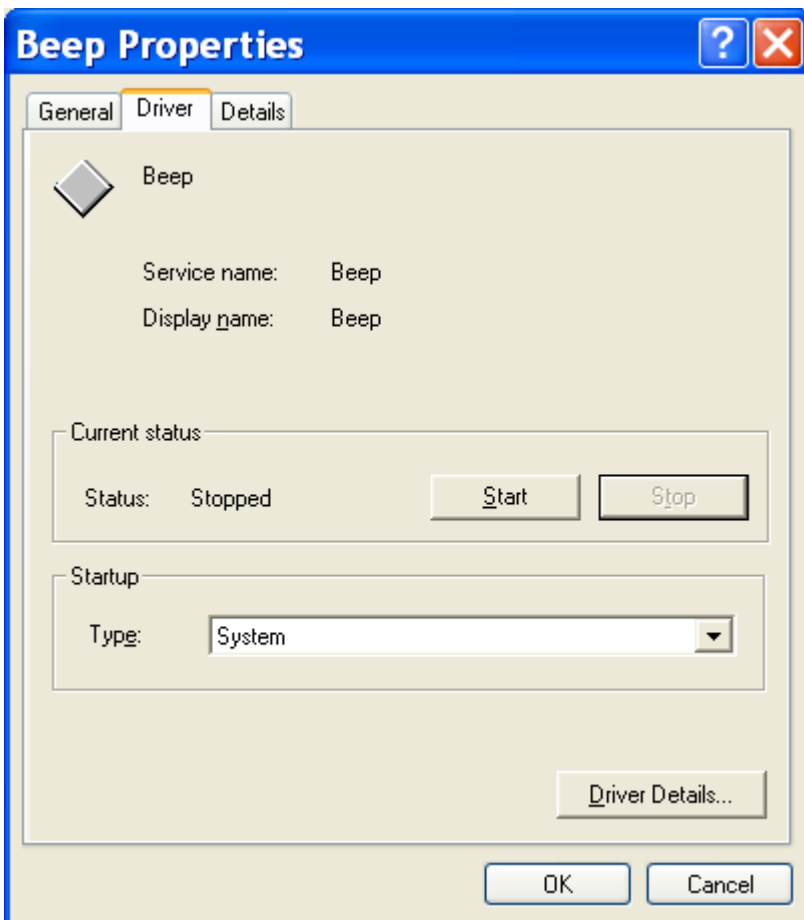 Beep Properties
General Driver Details
Beep
Service name: Beep
Display name: Beep
Current status
Status: Stopped Start Stop
Startup
Type: System
Driver Details...
OK Cancel